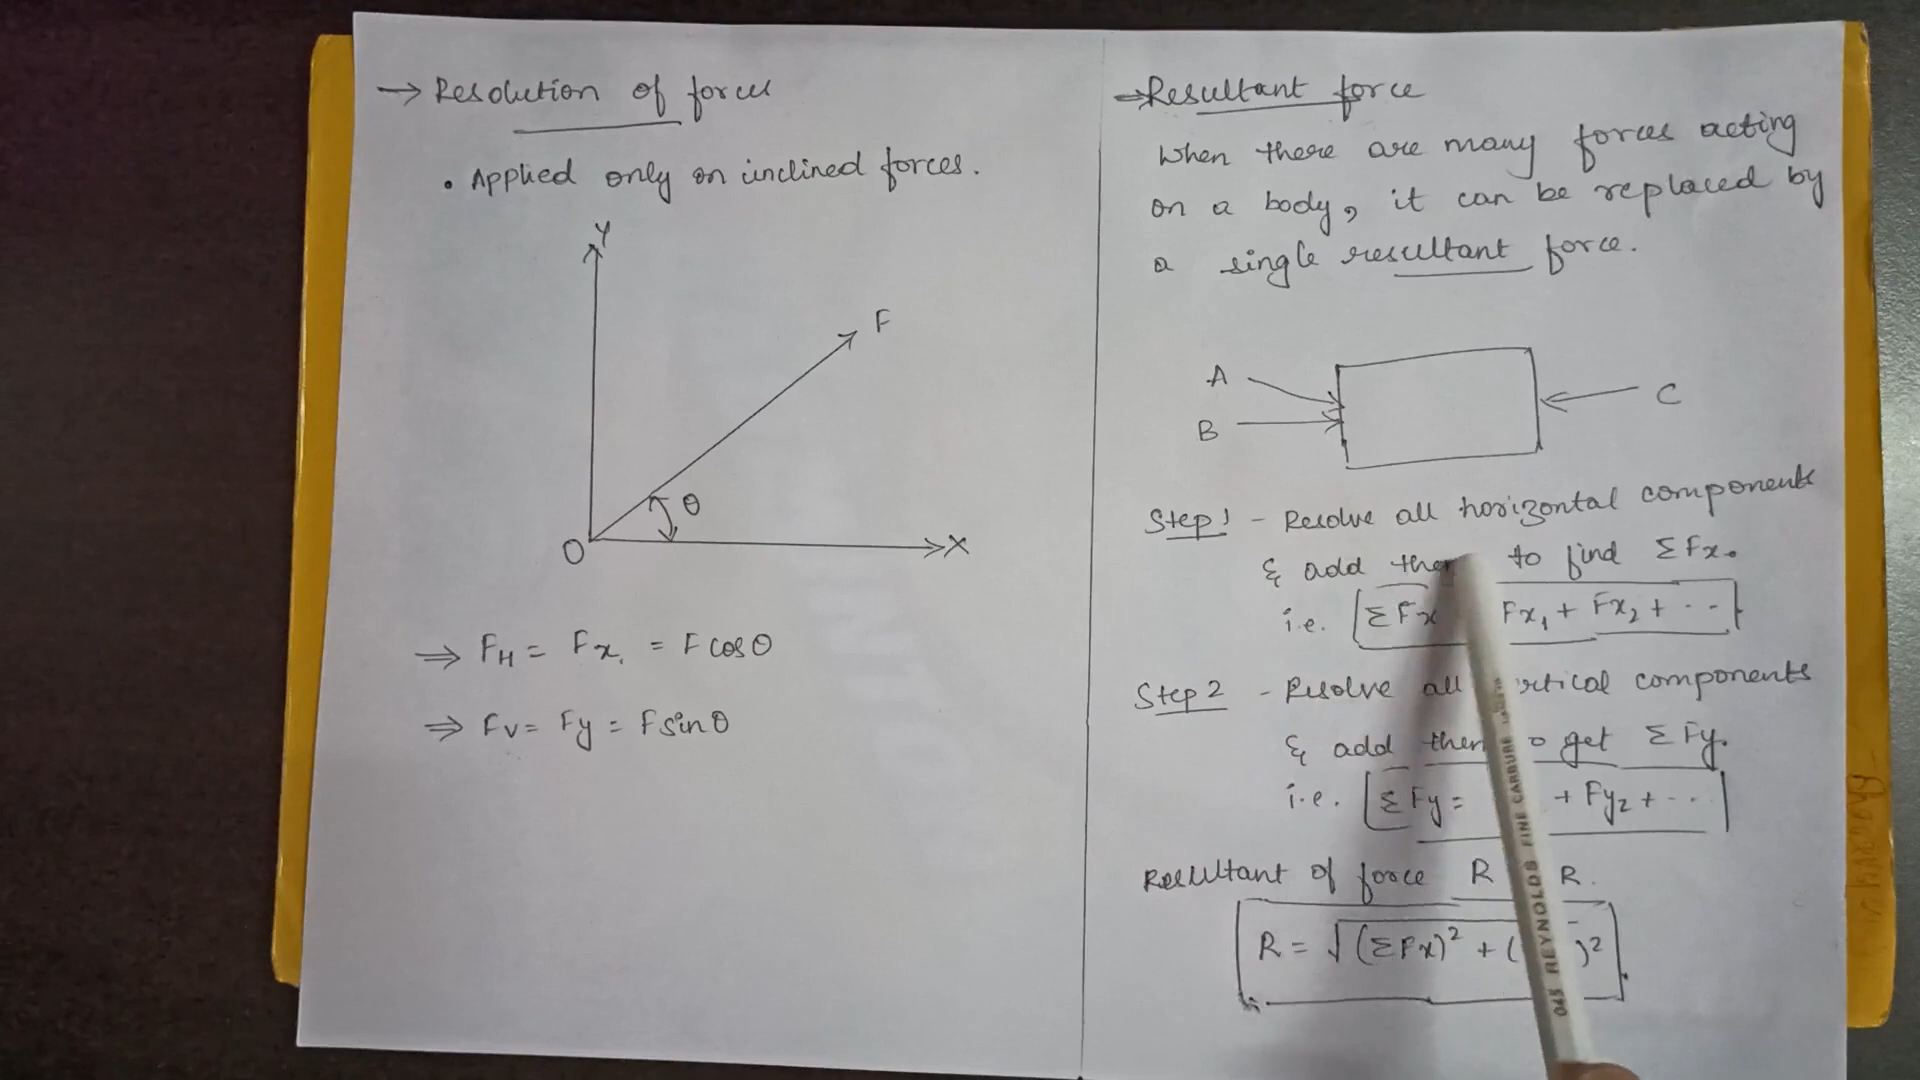 → Resolution of forces
• Applied only on inclined forces.
Y
F
θ
O
X
⇒ FH = Fx. = F cosθ
⇒ Fv = Fy = F sinθ
⇒ Resultant force
When there are many forces acting
on a body, it can be replaced by
a single resultant force.
A
B
C
Step 1 - Resolve all horizontal components
& add to find ΣFx.
i.e. ΣFx Fx1 + Fx2 + ...
Step 2 - Resolve all components
& add get ΣFy.
i.e. ΣFy = + Fy2 + ...
Resultant of force R R.
R = √(ΣFx)² + ( )²
045 REYNOLDS FINE CARBURE